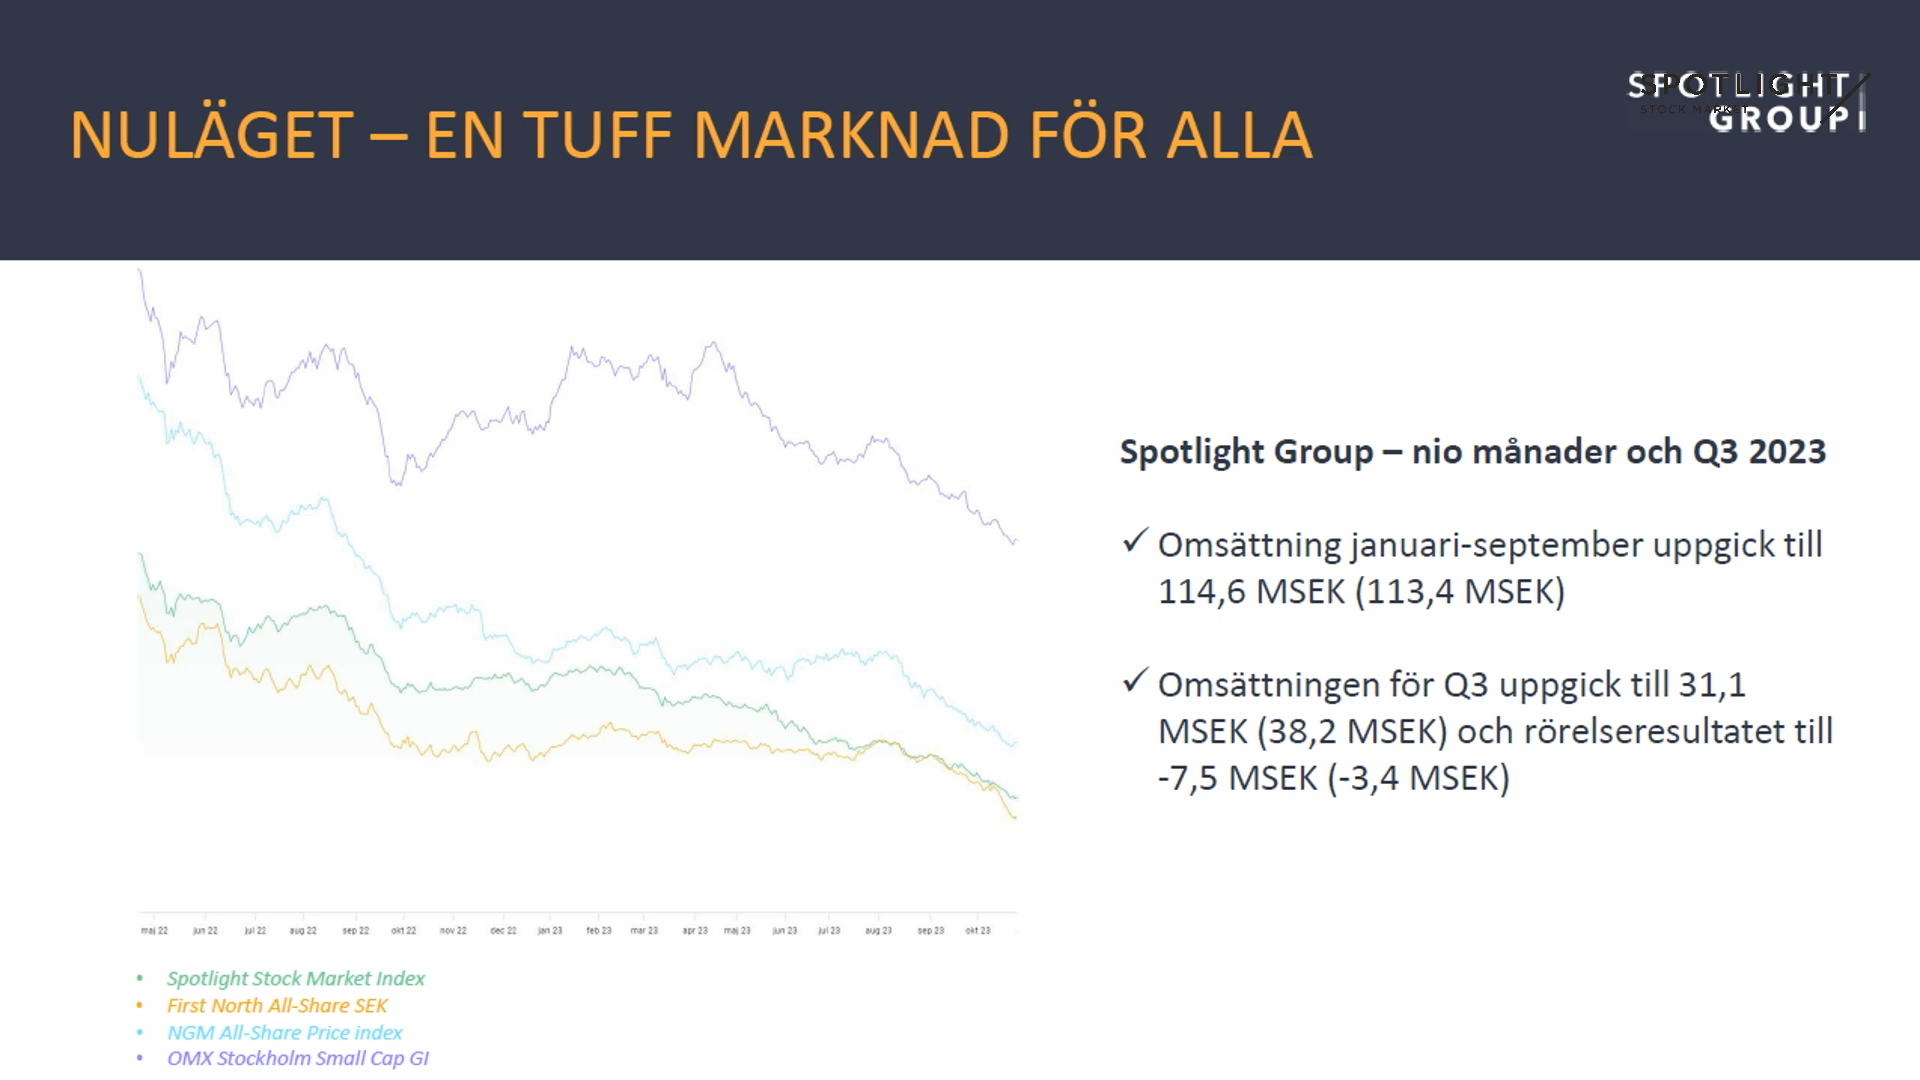 NULÄGET – EN TUFF MARKNAD FÖR ALLA
SPOTLIGHT
STOCK MARKET
GROUP
Spotlight Group – nio månader och Q3 2023
✓ Omsättning januari-september uppgick till
114,6 MSEK (113,4 MSEK)
✓ Omsättningen för Q3 uppgick till 31,1
MSEK (38,2 MSEK) och rörelseresultatet till
-7,5 MSEK (-3,4 MSEK)
maj 22 jun 22 jul 22 aug 22 sep 22 okt 22 nov 22 dec 22 jan 23 feb 23 mar 23 apr 23 maj 23 jun 23 jul 23 aug 23 sep 23 okt 23
• Spotlight Stock Market Index
• First North All-Share SEK
• NGM All-Share Price index
• OMX Stockholm Small Cap GI